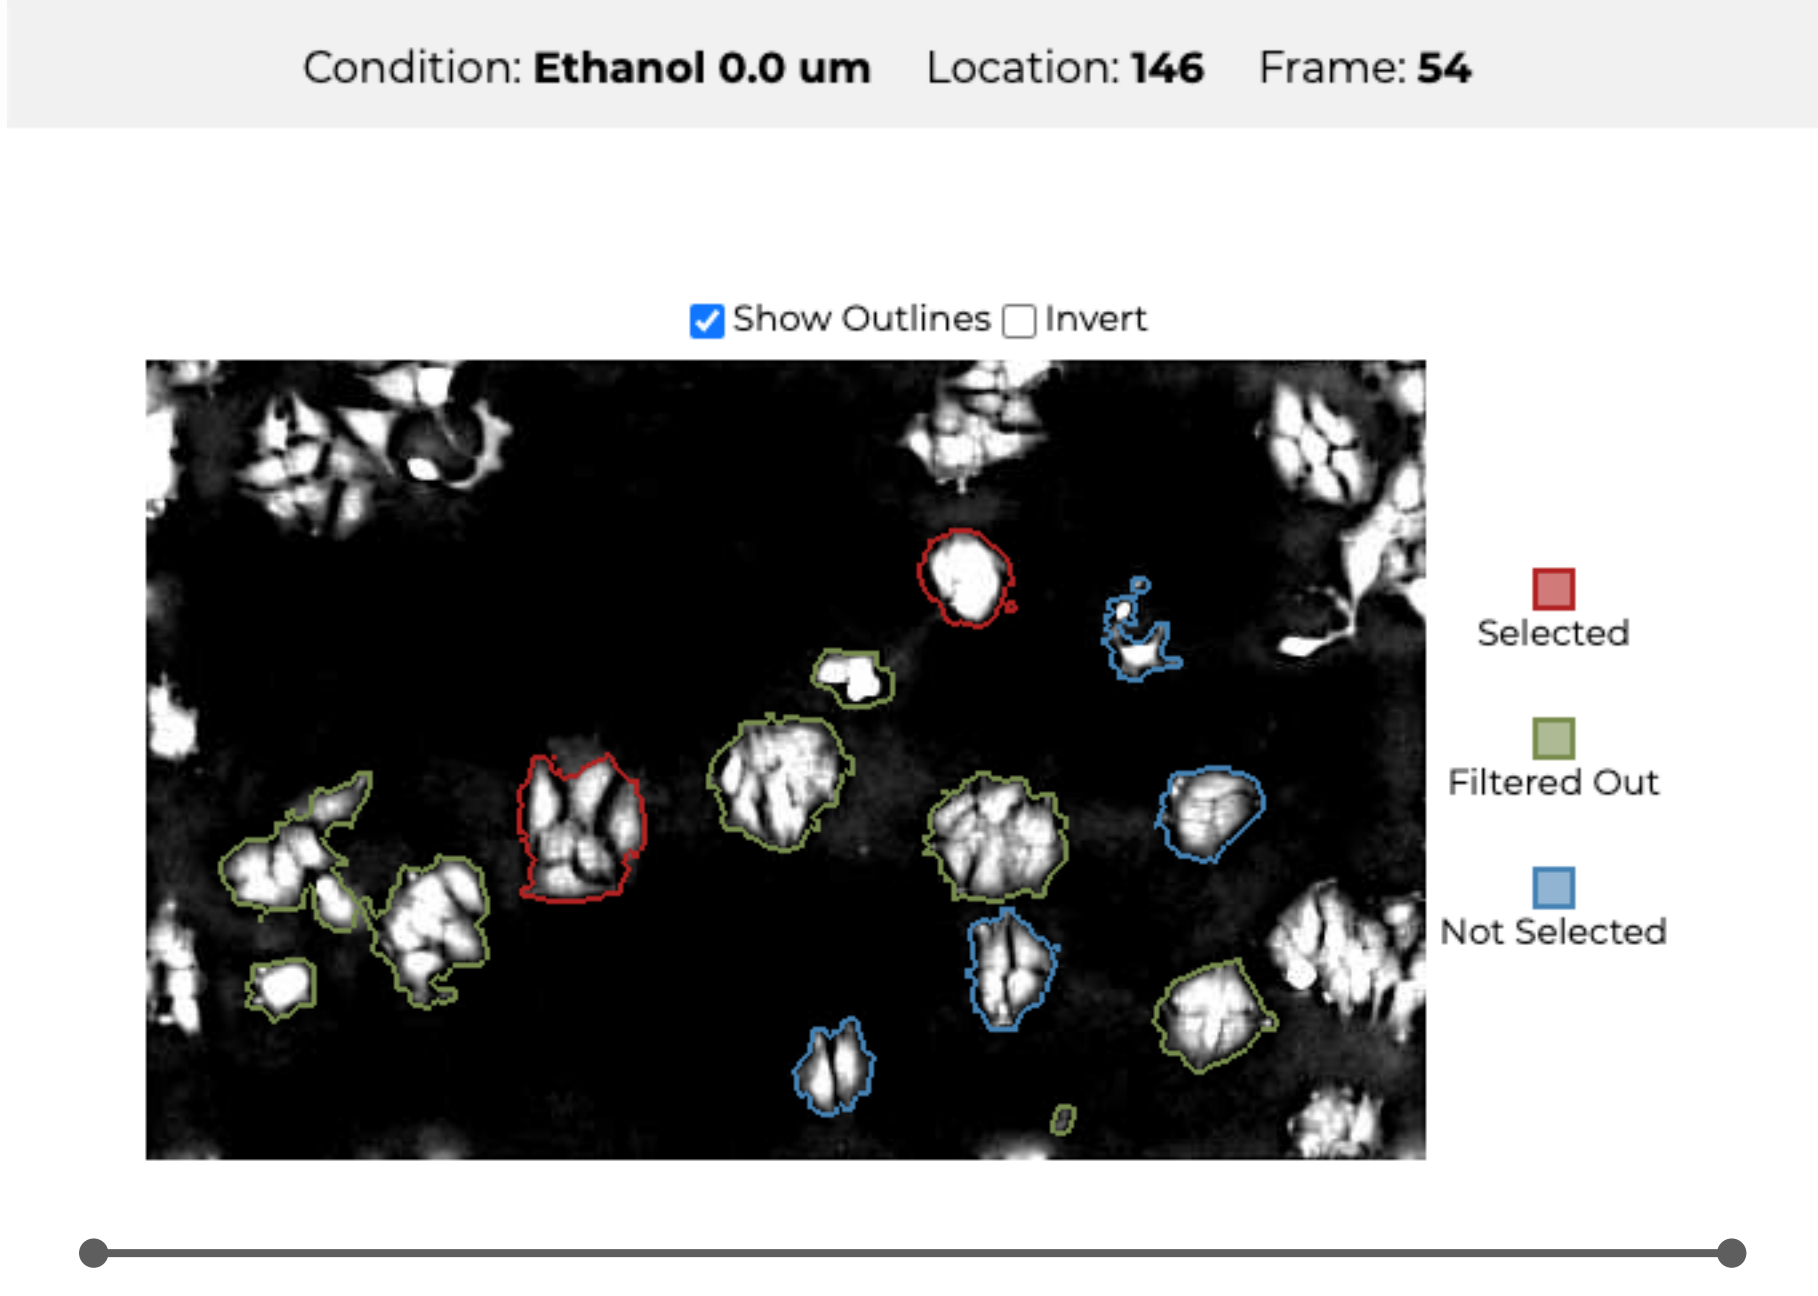 Condition: Ethanol 0.0 um Location: 146 Frame: 54
Show Outlines Invert
Selected
Filtered Out
Not Selected